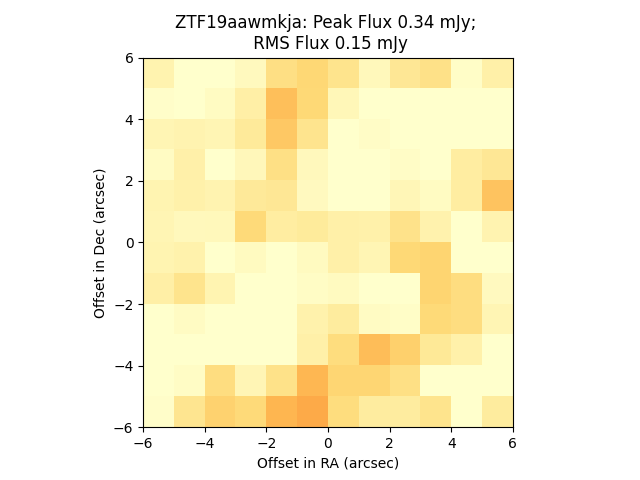 ZTF19aawmkja: Peak Flux 0.34 mJy;
RMS Flux 0.15 mJy
6
4
2
0
−2
−4
−6
Offset in Dec (arcsec)
−6 −4 −2 0 2 4 6
Offset in RA (arcsec)